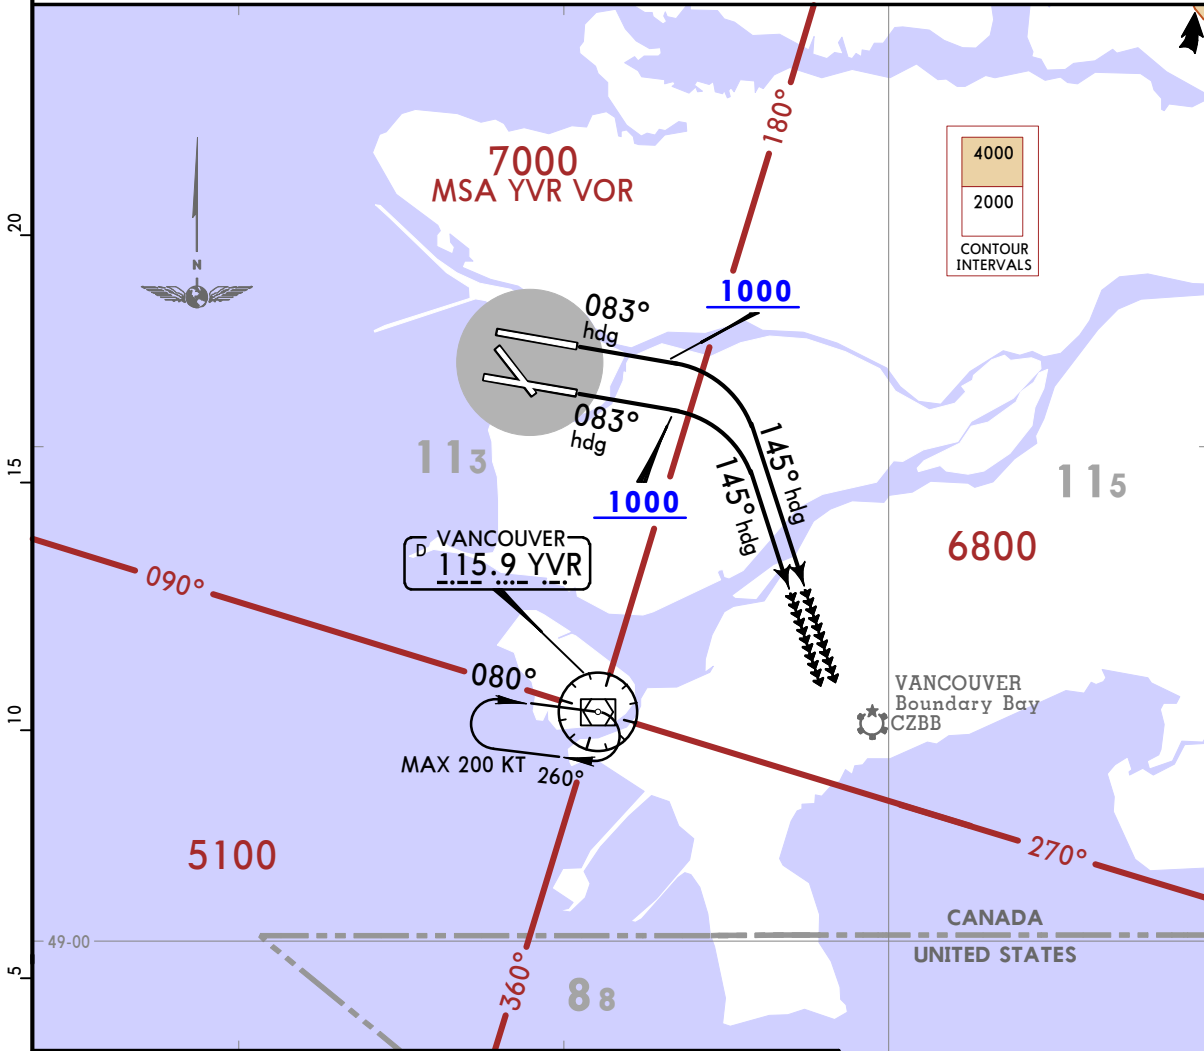 180°
7000
MSA YVR VOR
4000
2000
CONTOUR
INTERVALS
20
N
083°
hdg
1000
083°
hdg
113
15
145° hdg
145° hdg
115
1000
D VANCOUVER
115.9 YVR
6800
090°
080°
VANCOUVER
Boundary Bay
CZBB
10
MAX 200 KT
260°
5100
270°
CANADA
49-00
UNITED STATES
5
360°
88